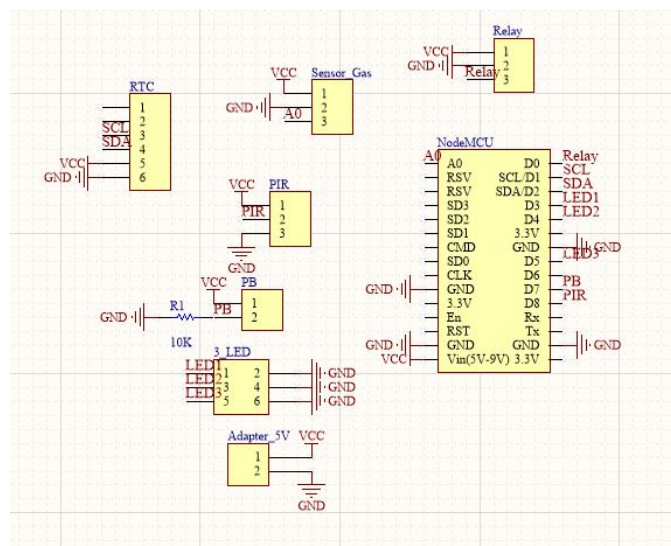 Relay
VCC
1
GND
2
Relay
3
Sensor_Gas
VCC
1
GND
2
A0
3
RTC
1
2
SCL
3
SDA
4
VCC
5
GND
6
NodeMCU
A0 A0 D0 Relay
RSV SCL/D1 SCL
RSV SDA/D2 SDA
SD3 D3 LED1
SD2 D4 LED2
SD1 3.3V
CMD GND GND
SD0 D5 LED3
CLK D6
GND GND D7 PB
3.3V D8 PIR
En Rx
RST Tx
GND GND GND GND
VCC Vin(5V-9V) 3.3V
PIR
VCC
1
PIR
2
3
GND
PB
VCC
1
GND R1 PB 2
10K
3_LED
LED1 1 2 GND
LED2 3 4 GND
LED3 5 6 GND
Adapter_5V
VCC
1
2
GND